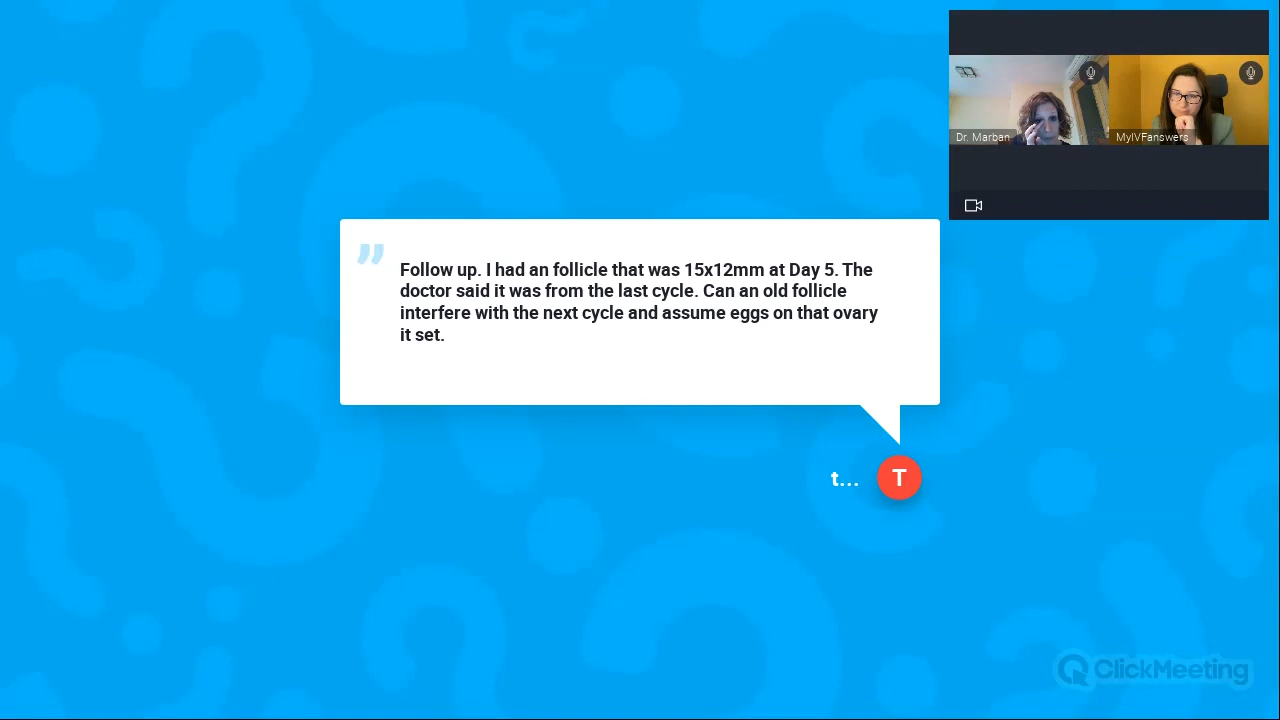 Dr. Marban
MyIVFanswers
”
Follow up. I had an follicle that was 15x12mm at Day 5. The
doctor said it was from the last cycle. Can an old follicle
interfere with the next cycle and assume eggs on that ovary
it set.
t...
T
ClickMeeting